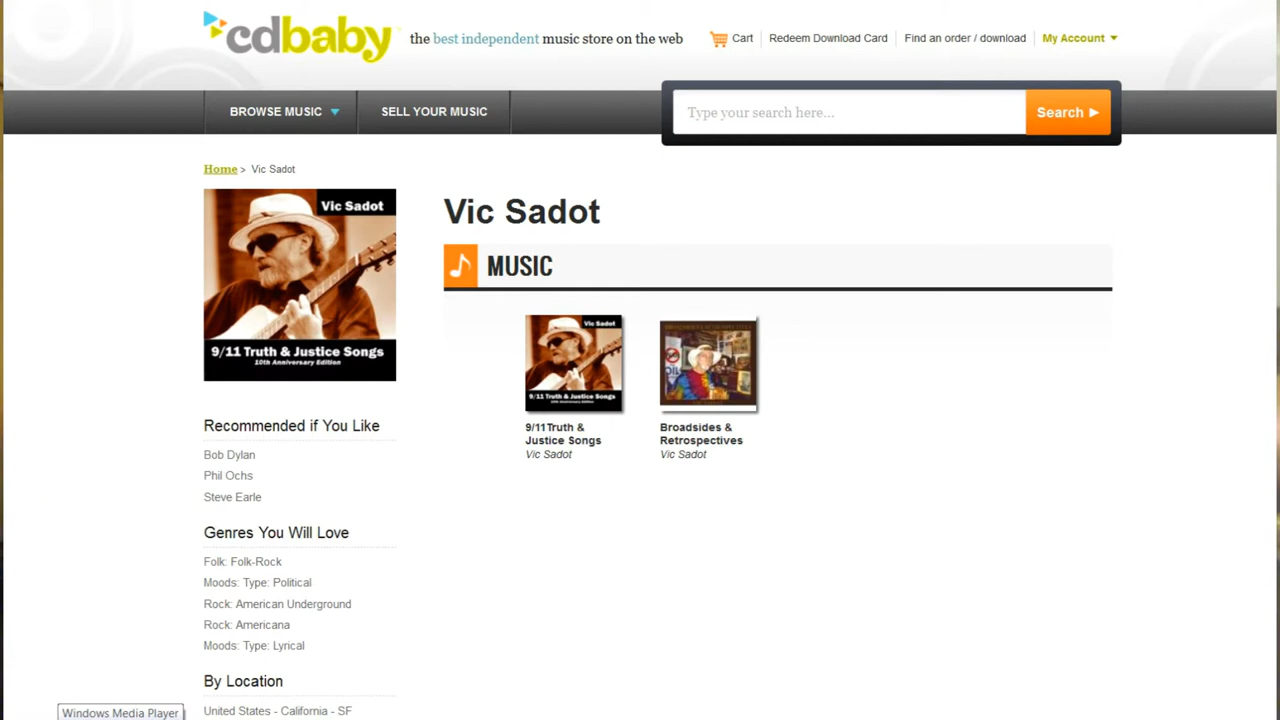 cdbaby
the best independent music store on the web
Cart
Redeem Download Card
Find an order / download
My Account
BROWSE MUSIC
SELL YOUR MUSIC
Type your search here...
Search
Home > Vic Sadot
Vic Sadot
9/11 Truth & Justice Songs
10th Anniversary Edition
Vic Sadot
MUSIC
Vic Sadot
9/11 Truth & Justice Songs
9/11Truth &
Justice Songs
Vic Sadot
OIL
Broadsides &
Retrospectives
Vic Sadot
Recommended if You Like
Bob Dylan
Phil Ochs
Steve Earle
Genres You Will Love
Folk: Folk-Rock
Moods: Type: Political
Rock: American Underground
Rock: Americana
Moods: Type: Lyrical
By Location
United States - California - SF
Windows Media Player